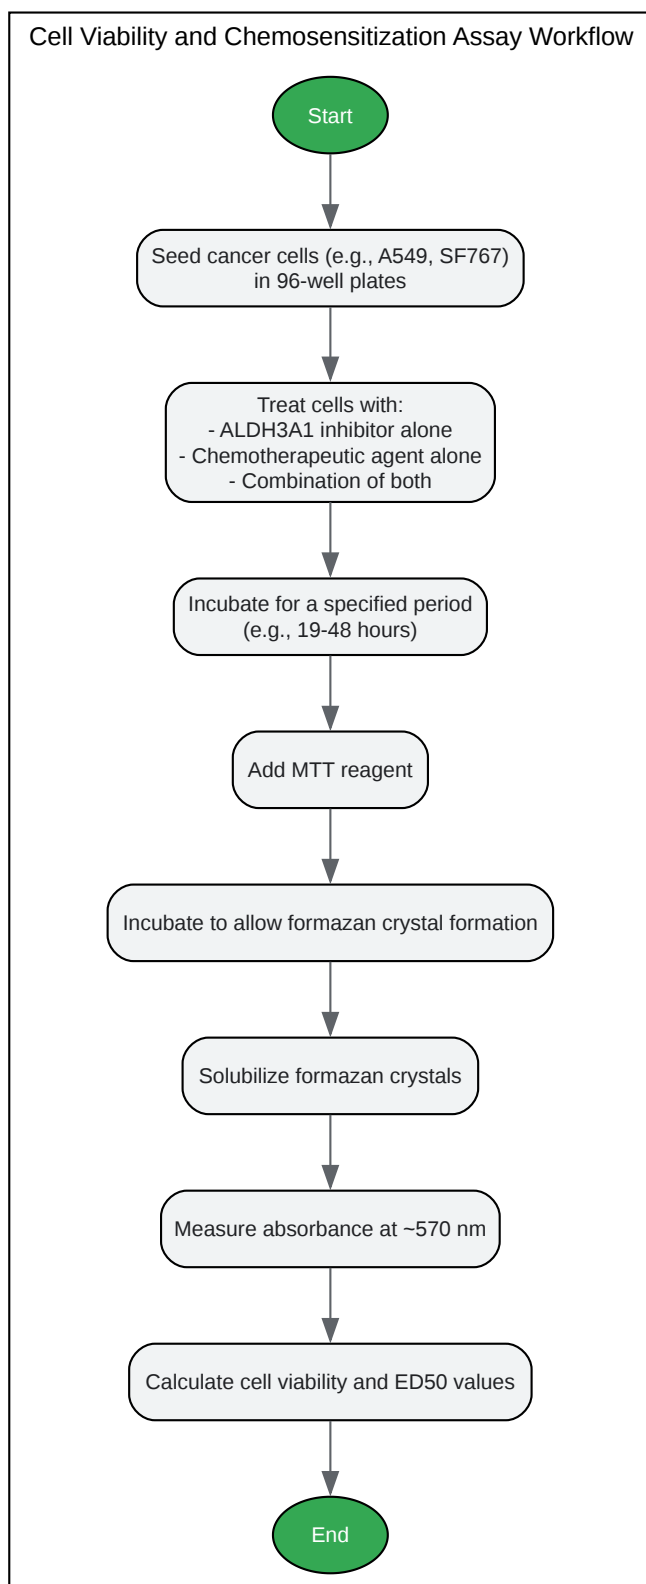 Cell Viability and Chemosensitization Assay Workflow
Start
Seed cancer cells (e.g., A549, SF767)
in 96-well plates
Treat cells with:
- ALDH3A1 inhibitor alone
- Chemotherapeutic agent alone
- Combination of both
Incubate for a specified period
(e.g., 19-48 hours)
Add MTT reagent
Incubate to allow formazan crystal formation
Solubilize formazan crystals
Measure absorbance at ~570 nm
Calculate cell viability and ED50 values
End